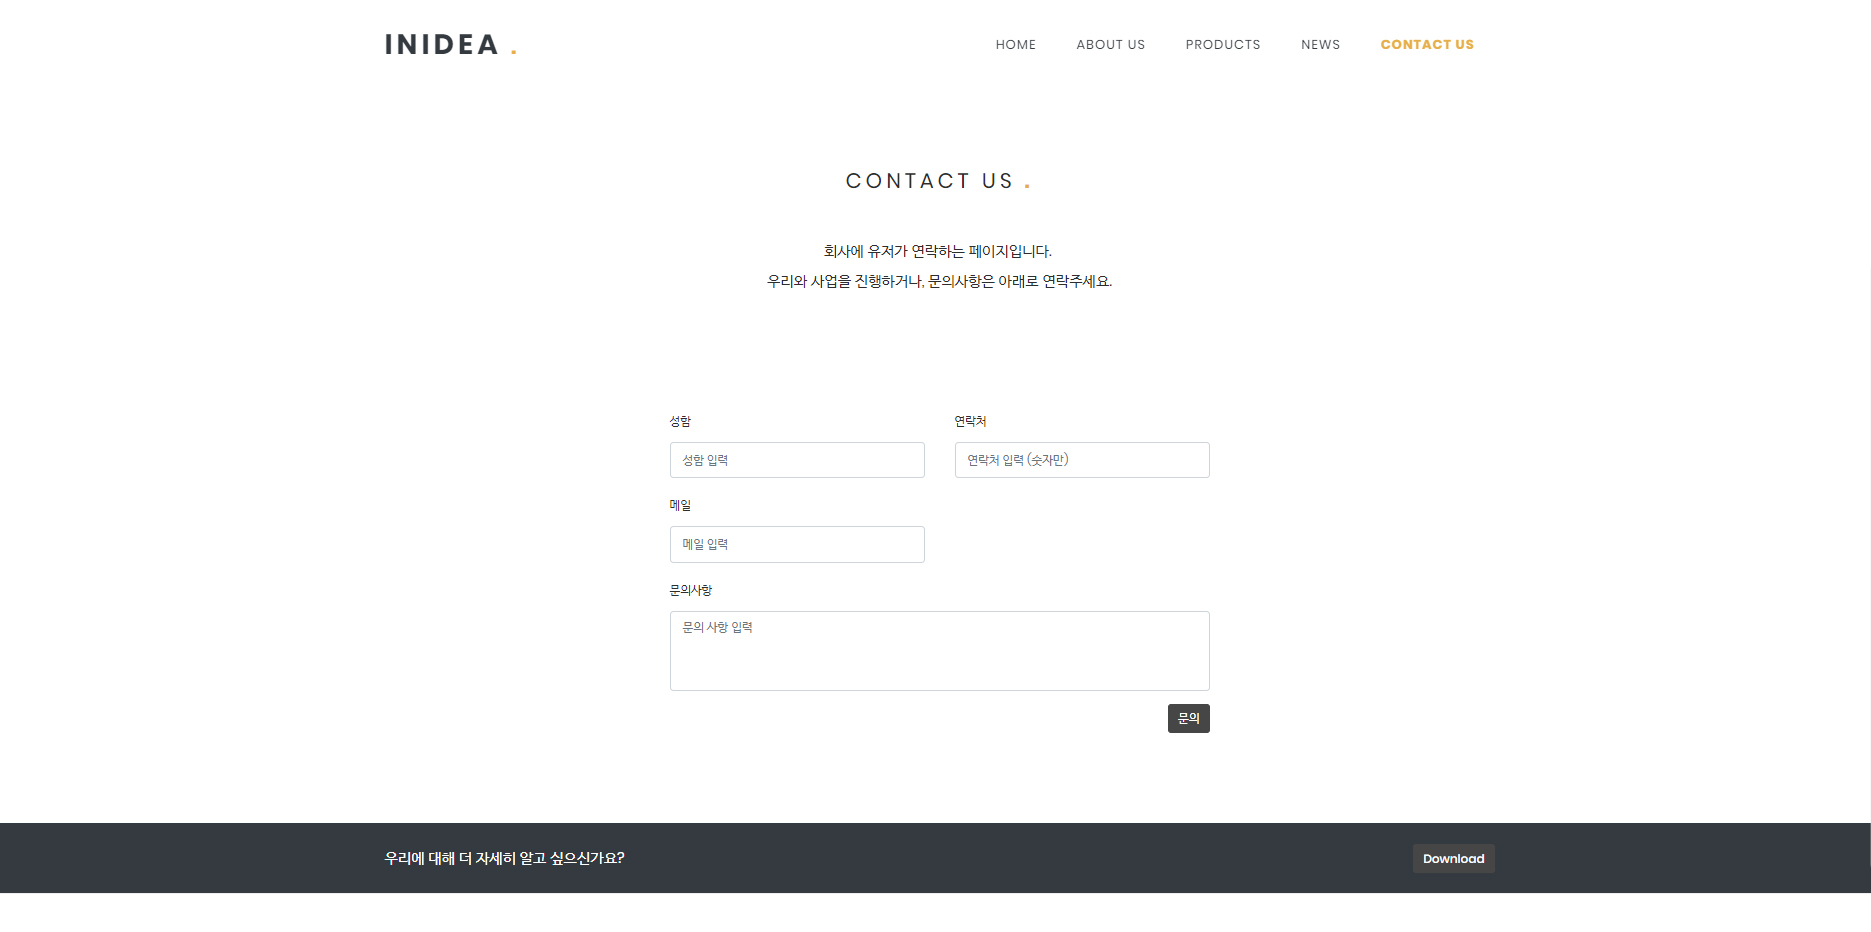 INIDEA .
HOME ABOUT US PRODUCTS NEWS CONTACT US
CONTACT US .
회사에 유저가 연락하는 페이지입니다.
우리와 사업을 진행하거나, 문의사항은 아래로 연락주세요.
성함 연락처
성함 입력 연락처 입력 (숫자만)
메일
메일 입력
문의사항
문의 사항 입력
문의
우리에 대해 더 자세히 알고 싶으신가요? Download